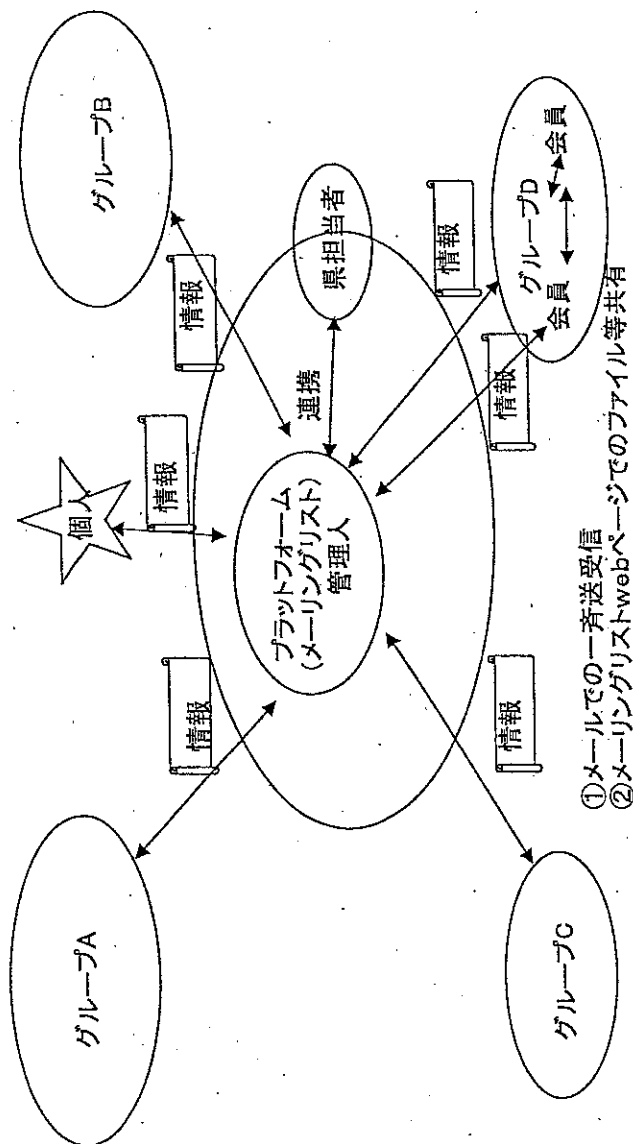 グループA
グループB
個人
情報
情報
情報
プラットフォーム
(メーリングリスト)
管理人
連携
県担当者
情報
情報
情報
グループC
グループD
会員
会員
①メールでの一斉送受信
②メーリングリストwebページでのファイル等共有